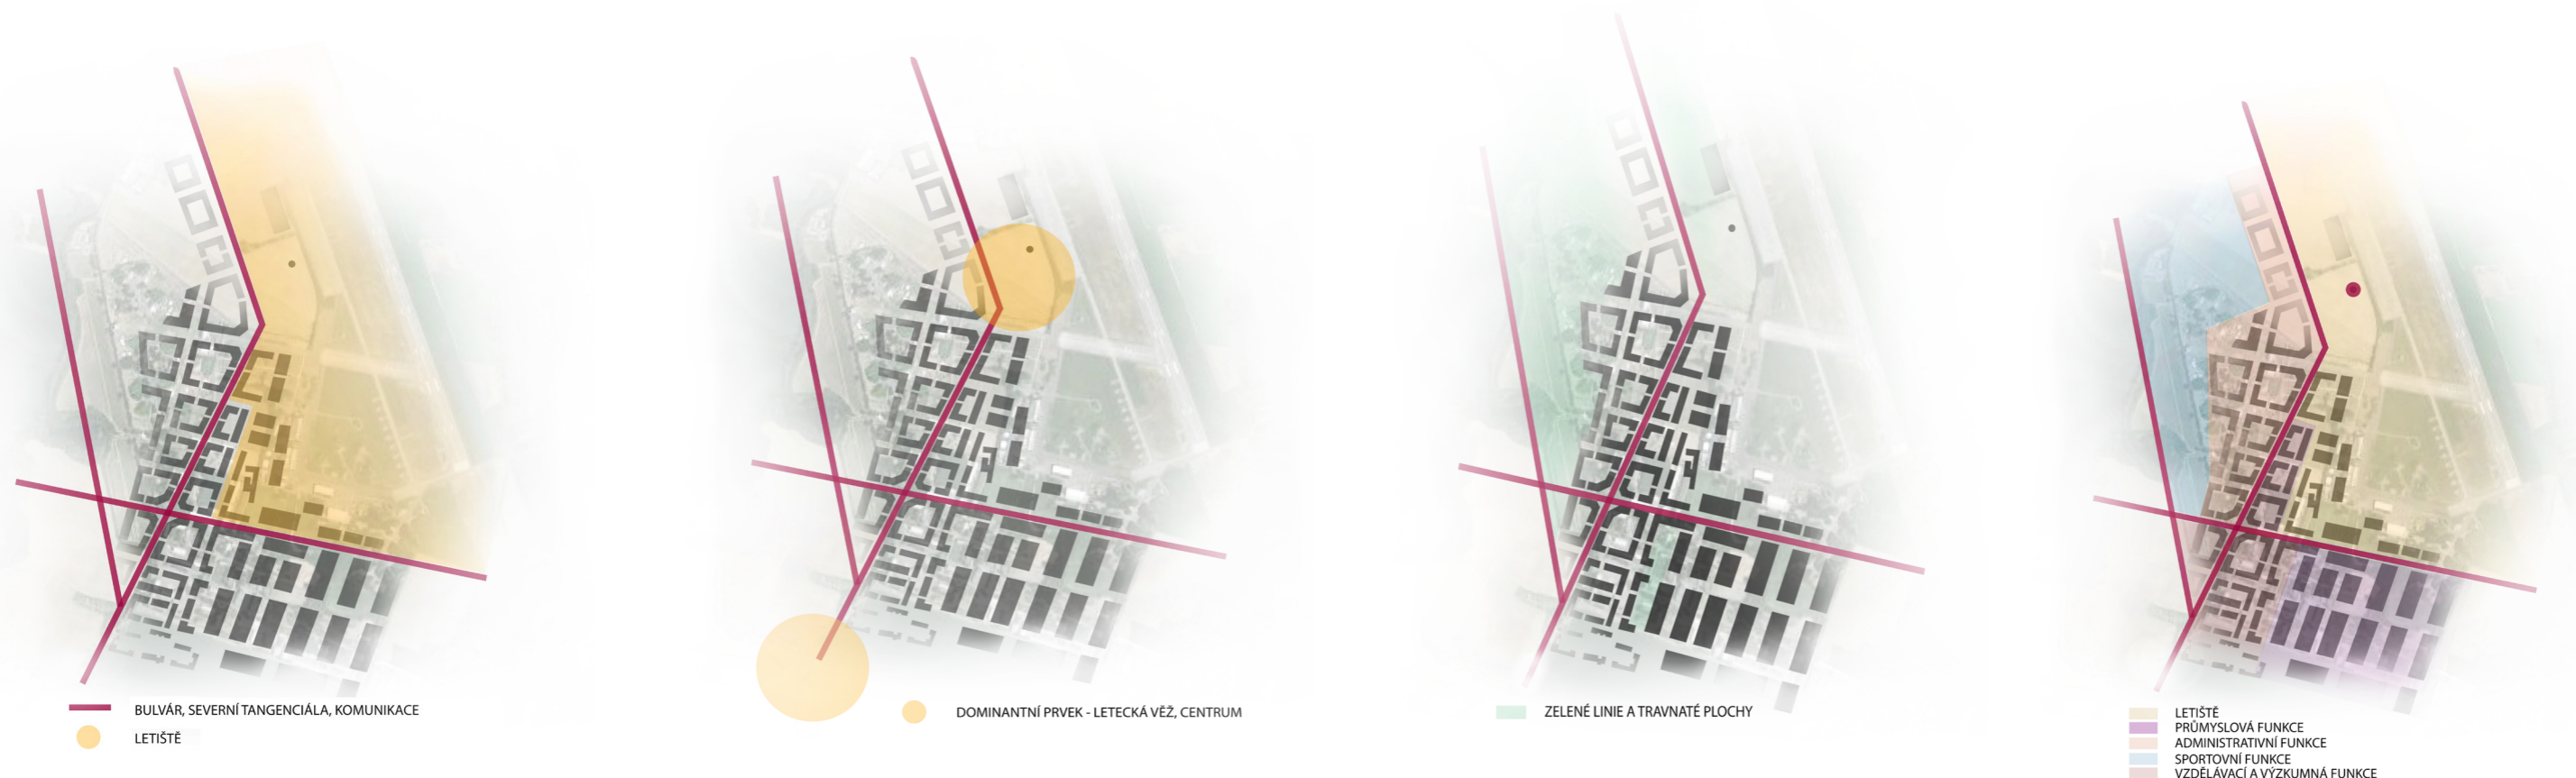 BULVÁR, SEVERNÍ TANGENCIÁLA, KOMUNIKACE
LETIŠTĚ
DOMINANTNÍ PRVEK - LETECKÁ VĚŽ, CENTRUM
ZELENÉ LINIE A TRAVNATÉ PLOCHY
LETIŠTĚ
PRŮMYSLOVÁ FUNKCE
ADMINISTRATIVNÍ FUNKCE
SPORTOVNÍ FUNKCE
VZDĚLÁVACÍ A VÝZKUMNÁ FUNKCE